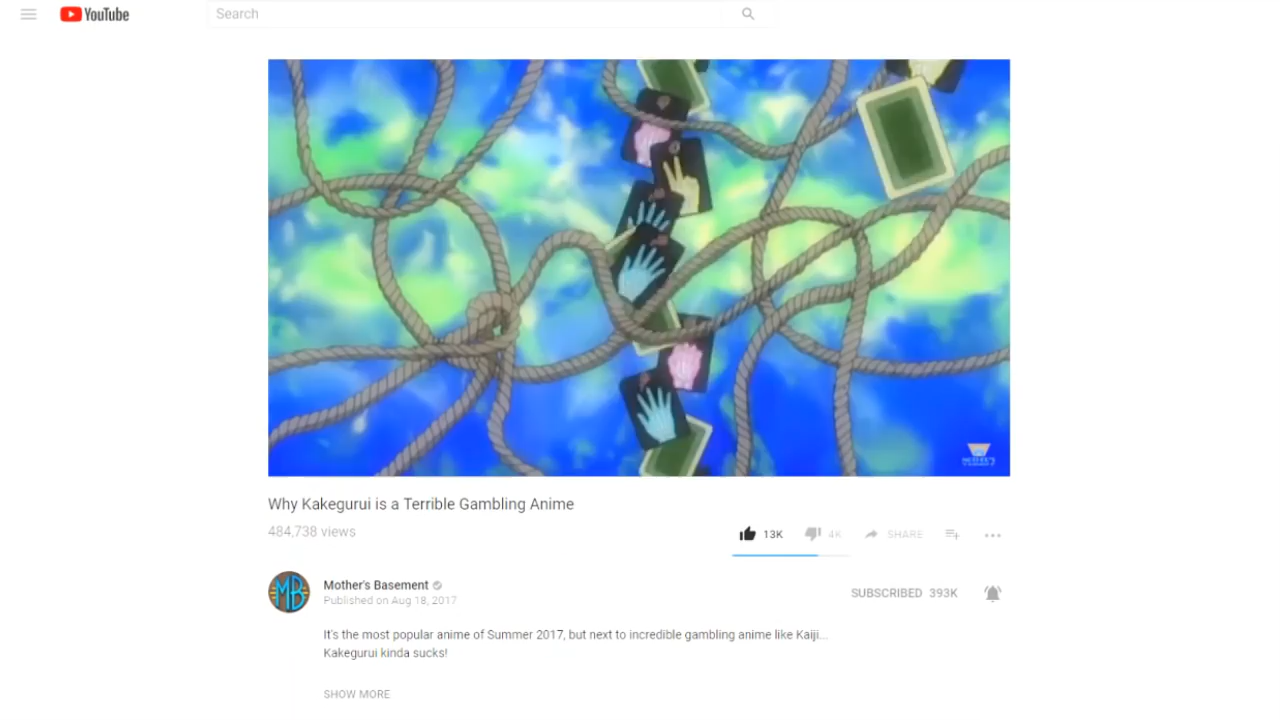 YouTube
Search
Why Kakegurui is a Terrible Gambling Anime
484,738 views
13K
4K
SHARE
MB
Mother's Basement
Published on Aug 18, 2017
SUBSCRIBED 393K
It's the most popular anime of Summer 2017, but next to incredible gambling anime like Kaiji...
Kakegurui kinda sucks!
SHOW MORE